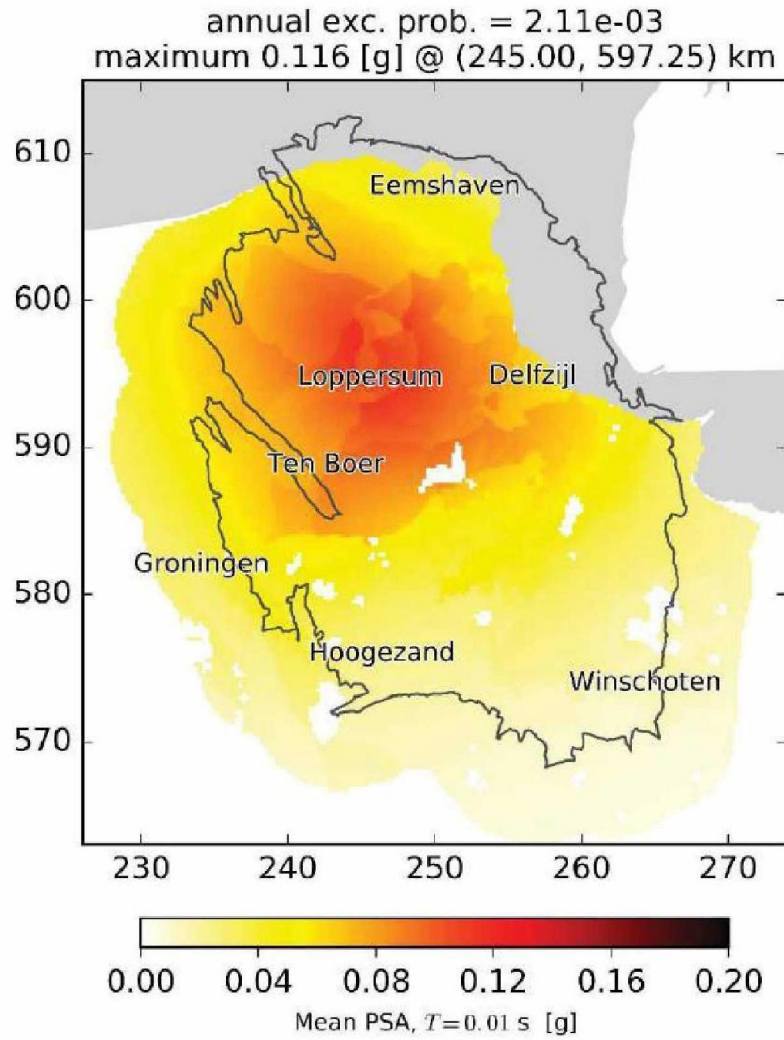 annual exc. prob. = 2.11e-03
maximum 0.116 [g] @ (245.00, 597.25) km
610
Eemshaven
600
Loppersum
Delfzijl
590
Ten Boer
Groningen
580
Hoogezand
Winschoten
570
230
240
250
260
270
0.00
0.04
0.08
0.12
0.16
0.20
Mean PSA, T=0.01 s [g]